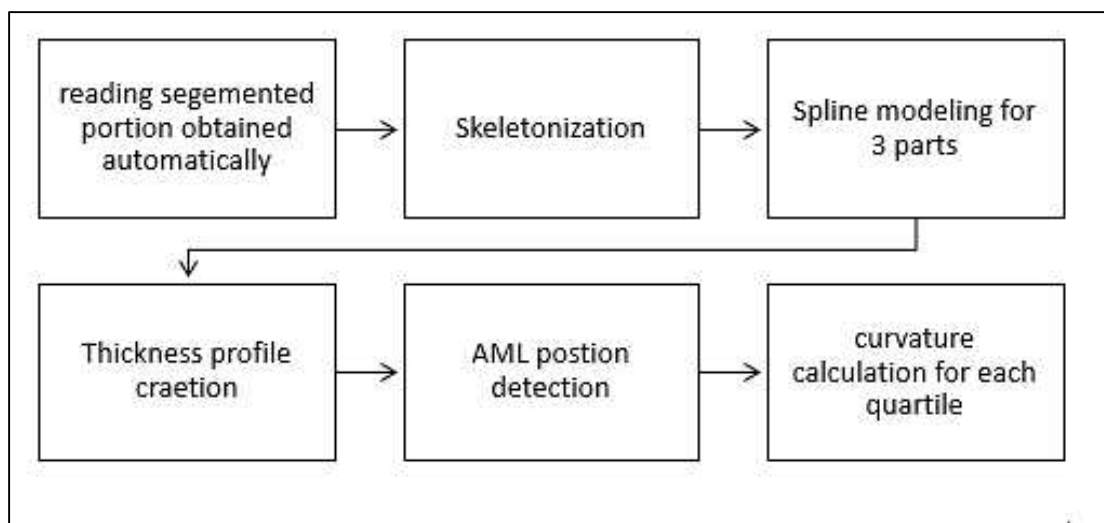 reading segemented
portion obtained
automatically
Skeletonization
Spline modeling for
3 parts
Thickness profile
craetion
AML postion
detection
curvature
calculation for each
quartile